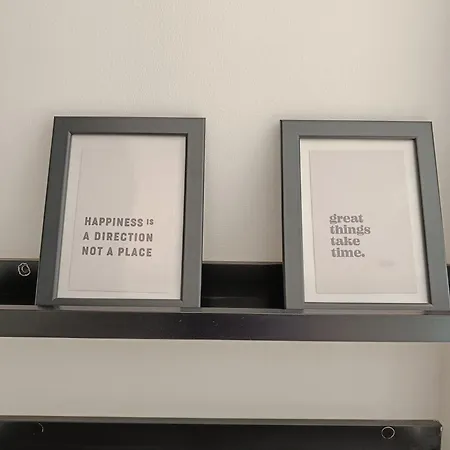 HAPPINESS IS
A DIRECTION
NOT A PLACE
great
things
take
time.